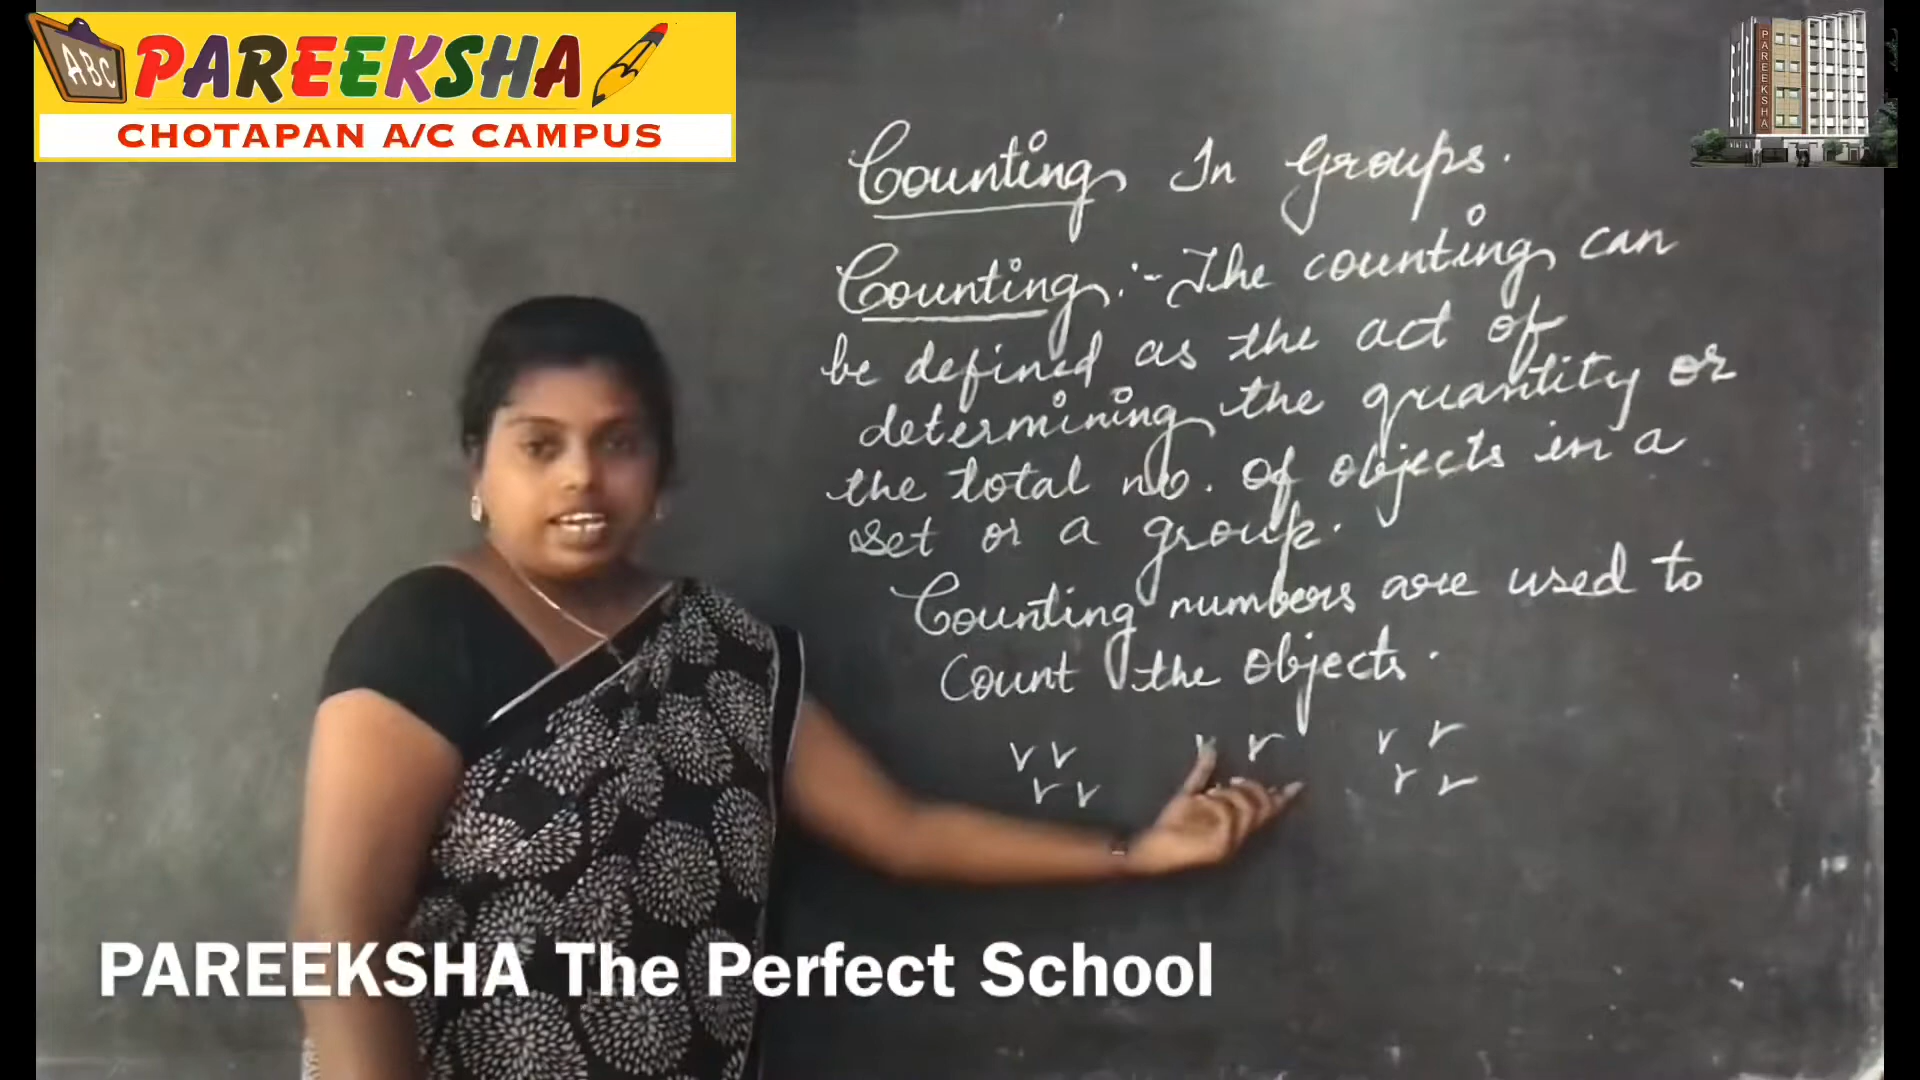 ABC
PAREEKSHA
CHOTAPAN A/C CAMPUS
PAREEKSHA
Counting In Groups.
Counting :- The counting can
be defined as the act of
determining the quantity or
the total no. of objects in a
set or a group.
Counting numbers are used to
Count the objects.
PAREEKSHA The Perfect School